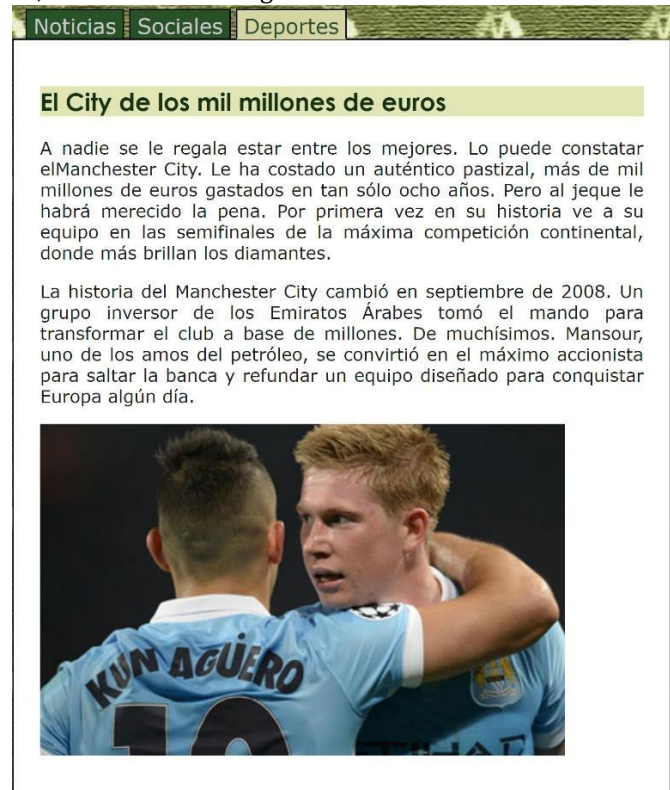 Noticias Sociales Deportes
El City de los mil millones de euros
A nadie se le regala estar entre los mejores. Lo puede constatar
elManchester City. Le ha costado un auténtico pastizal, más de mil
millones de euros gastados en tan sólo ocho años. Pero al jeque le
habrá merecido la pena. Por primera vez en su historia ve a su
equipo en las semifinales de la máxima competición continental,
donde más brillan los diamantes.
La historia del Manchester City cambió en septiembre de 2008. Un
grupo inversor de los Emiratos Árabes tomó el mando para
transformar el club a base de millones. De muchísimos. Mansour,
uno de los amos del petróleo, se convirtió en el máximo accionista
para saltar la banca y refundar un equipo diseñado para conquistar
Europa algún día.
KUN AGÜERO